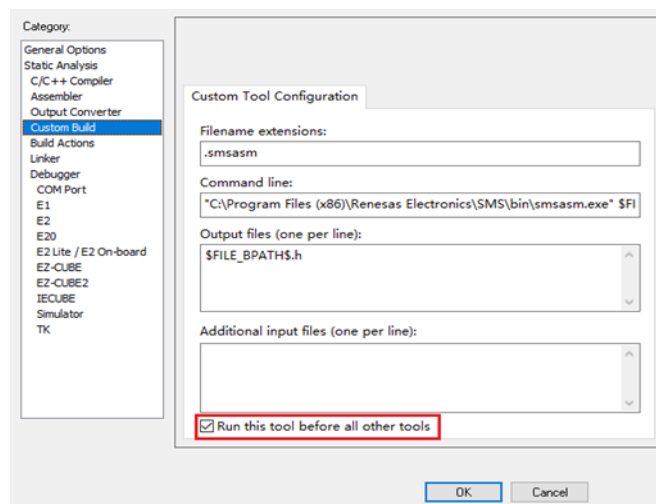 Category:
General Options
Static Analysis
C/C++ Compiler
Assembler
Output Converter
Custom Build
Build Actions
Linker
Debugger
COM Port
E1
E2
E20
E2 Lite / E2 On-board
EZ-CUBE
EZ-CUBE2
IECUBE
Simulator
TK
Custom Tool Configuration
Filename extensions:
.smsasm
Command line:
"C:\Program Files (x86)\Renesas Electronics\SMS\bin\smsasm.exe" $FI
Output files (one per line):
$FILE_BPATH$.h
Additional input files (one per line):
Run this tool before all other tools
OK
Cancel